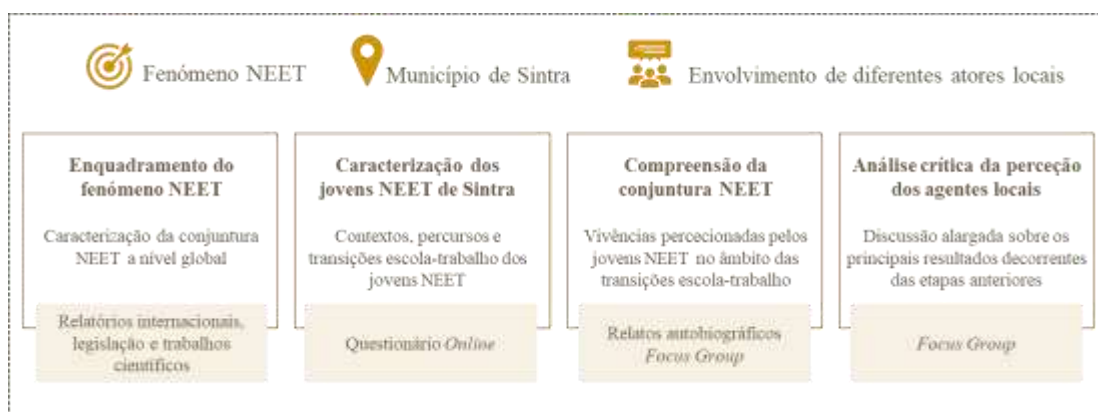 Fenómeno NEET
Município de Sintra
Envolvimento de diferentes atores locais
Enquadramento do
fenómeno NEET
Caracterização da conjuntura
NEET a nível global
Relatórios internacionais,
legislação e trabalhos
científicos
Caracterização dos
jovens NEET de Sintra
Contextos, percursos e
transições escola-trabalho dos
jovens NEET
Questionário Online
Compreensão da
conjuntura NEET
Vivências percecionadas pelos
jovens NEET no âmbito das
transições escola-trabalho
Relatos autobiográficos
Focus Group
Análise crítica da perceção
dos agentes locais
Discussão alargada sobre os
principais resultados decorrentes
das etapas anteriores
Focus Group